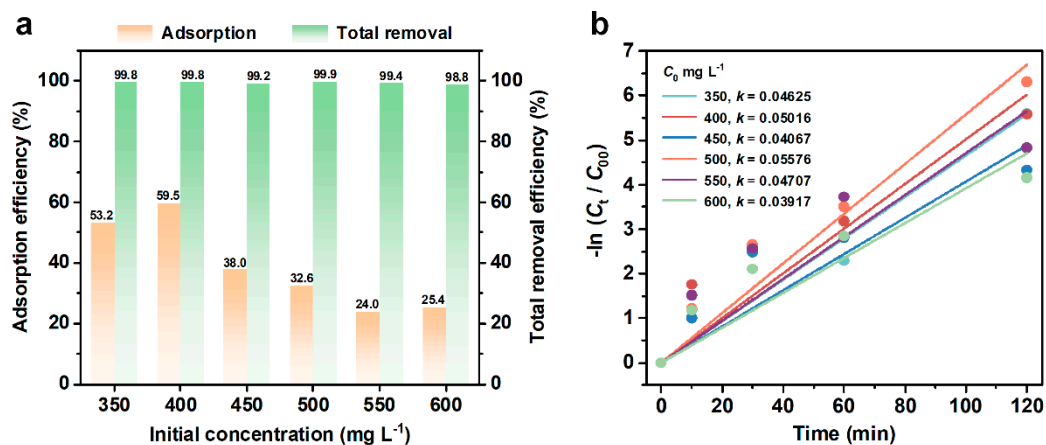 a
Adsorption
Total removal
Adsorption efficiency (%)
100
80
60
40
20
0
99.8 99.8 99.2 99.9 99.4 98.8
53.2 59.5 38.0 32.6 24.0 25.4
350 400 450 500 550 600
Initial concentration (mg L⁻¹)
100
80
60
40
20
0
Total removal efficiency (%)
b
-ln (Cₜ / C₀₀)
7
6
5
4
3
2
1
0
C₀ mg L⁻¹
350, k = 0.04625
400, k = 0.05016
450, k = 0.04067
500, k = 0.05576
550, k = 0.04707
600, k = 0.03917
0 20 40 60 80 100 120
Time (min)